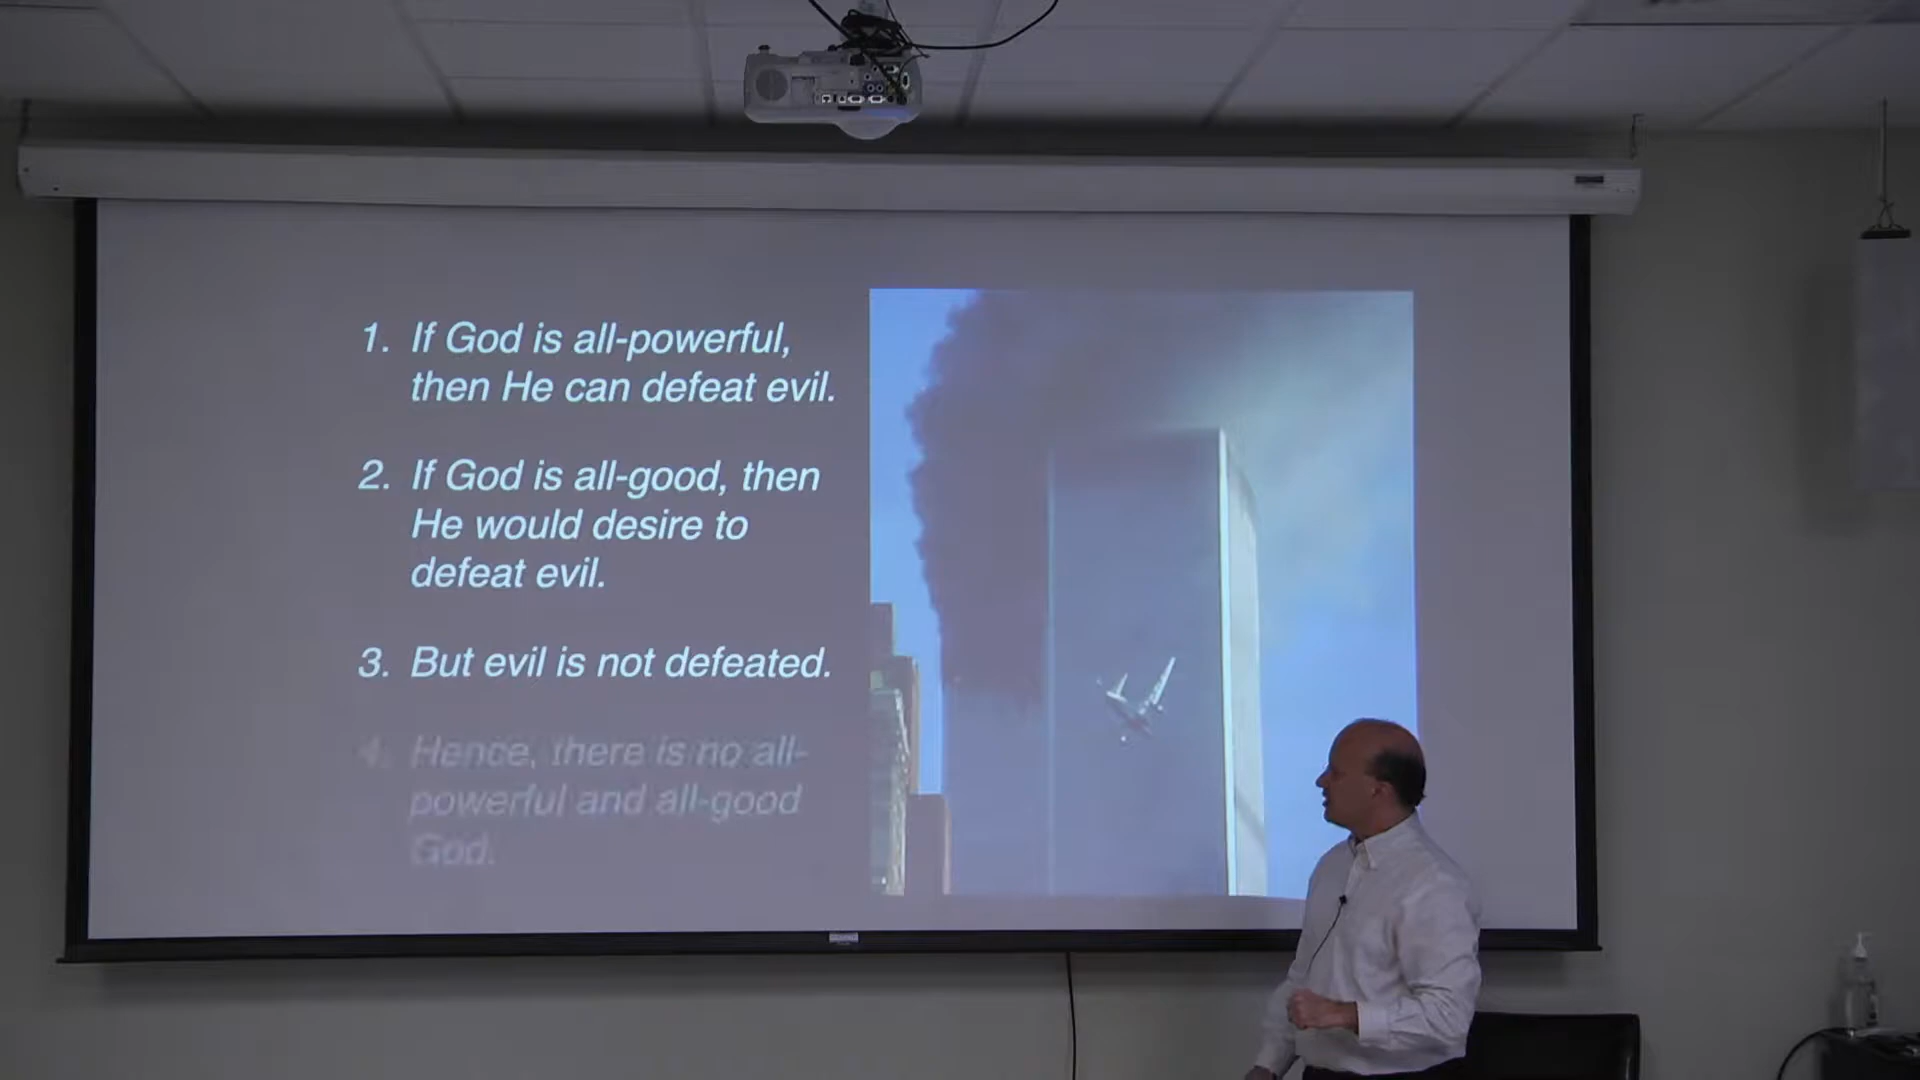 1. If God is all-powerful,
then He can defeat evil.
2. If God is all-good, then
He would desire to
defeat evil.
3. But evil is not defeated.
4. Hence, there is no all-
powerful and all-good
God.